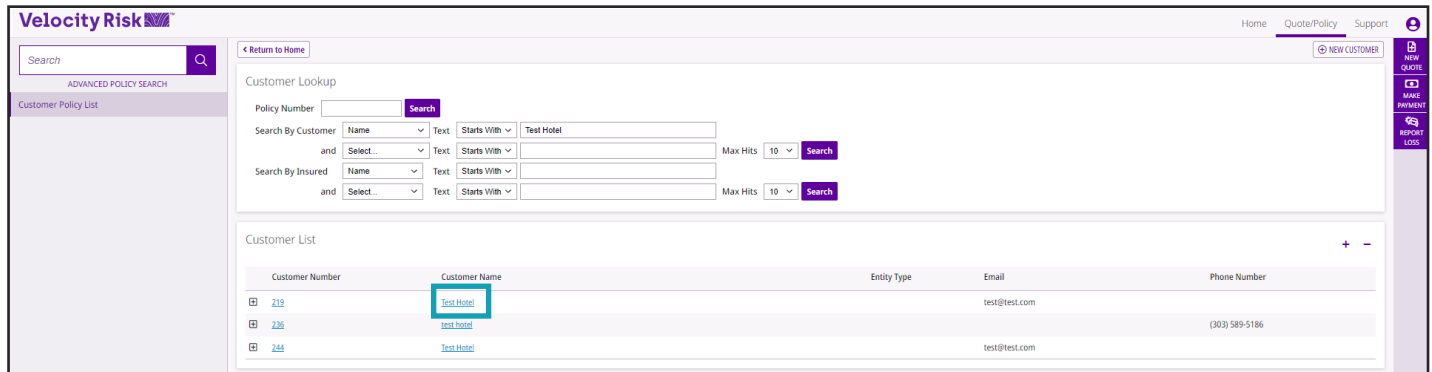 Velocity Risk
Home Quote/Policy Support
Search
ADVANCED POLICY SEARCH
Customer Policy List
< Return to Home
NEW CUSTOMER
NEW
QUOTE
MAKE
PAYMENT
REPORT
LOSS
Customer Lookup
Policy Number Search
Search By Customer Name Text Starts With Test Hotel
and Select... Text Starts With Max Hits 10 Search
Search By Insured Name Text Starts With
and Select... Text Starts With Max Hits 10 Search
Customer List
+ −
Customer Number Customer Name Entity Type Email Phone Number
219 Test Hotel test@test.com
236 test hotel (303) 589-5186
244 Test Hotel test@test.com